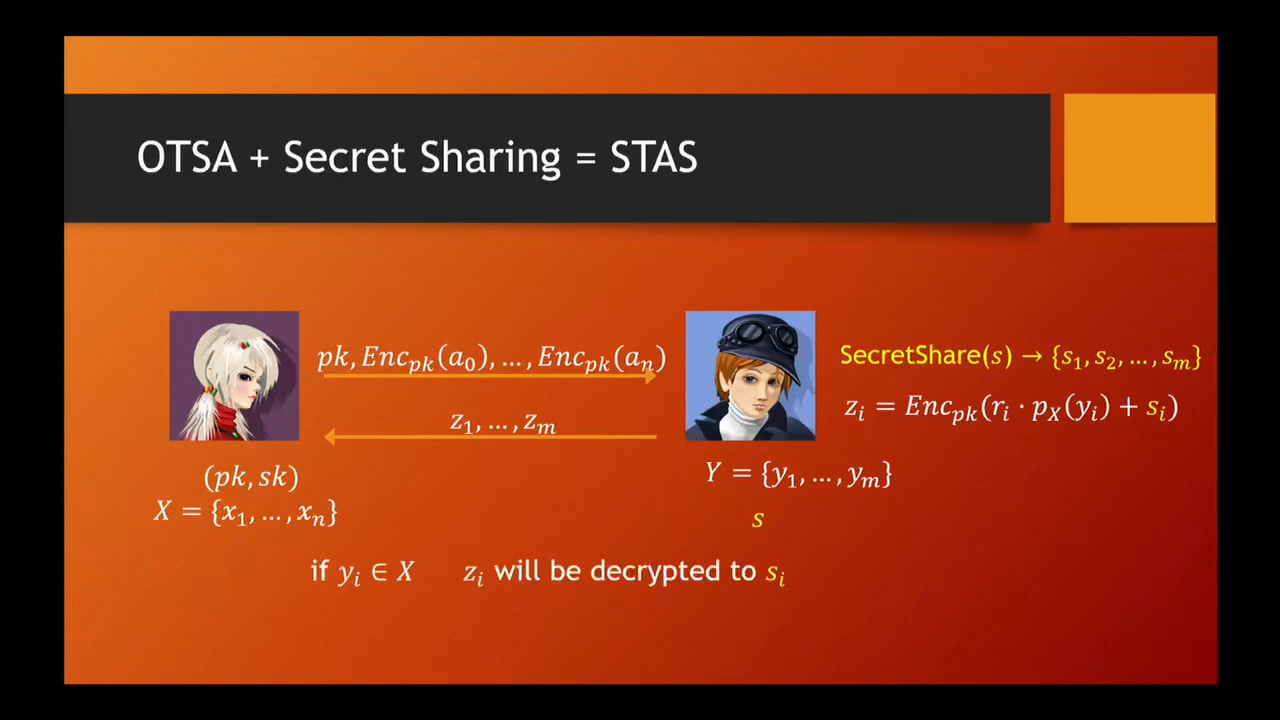 OTSA + Secret Sharing = STAS
pk, Enc_pk(a_0), …, Enc_pk(a_n)
z_1, …, z_m
SecretShare(s) → {s_1, s_2, …, s_m}
z_i = Enc_pk(r_i · p_X(y_i) + s_i)
(pk, sk)
X = {x_1, …, x_n}
Y = {y_1, …, y_m}
s
if y_i ∈ X z_i will be decrypted to s_i